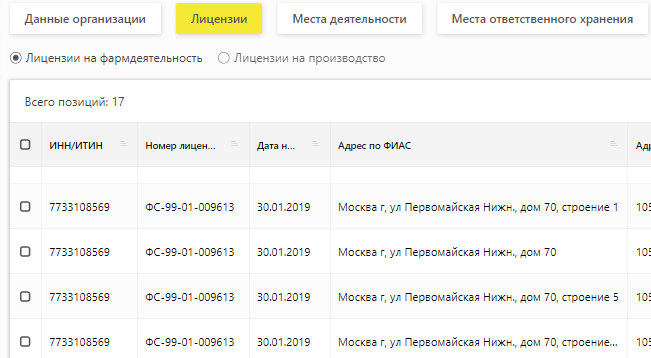 Данные организации Лицензии Места деятельности Места ответственного хранения
Лицензии на фармдеятельность Лицензии на производство
Всего позиций: 17
ИНН/ИТИН Номер лицен... Дата н... Адрес по ФИАС Адр
7733108569 ФС-99-01-009613 30.01.2019 Москва г, ул Первомайская Нижн., дом 70, строение 1 105
7733108569 ФС-99-01-009613 30.01.2019 Москва г, ул Первомайская Нижн., дом 70 105
7733108569 ФС-99-01-009613 30.01.2019 Москва г, ул Первомайская Нижн., дом 70, строение 5 105
7733108569 ФС-99-01-009613 30.01.2019 Москва г, ул Первомайская Нижн., дом 70, строение... 105